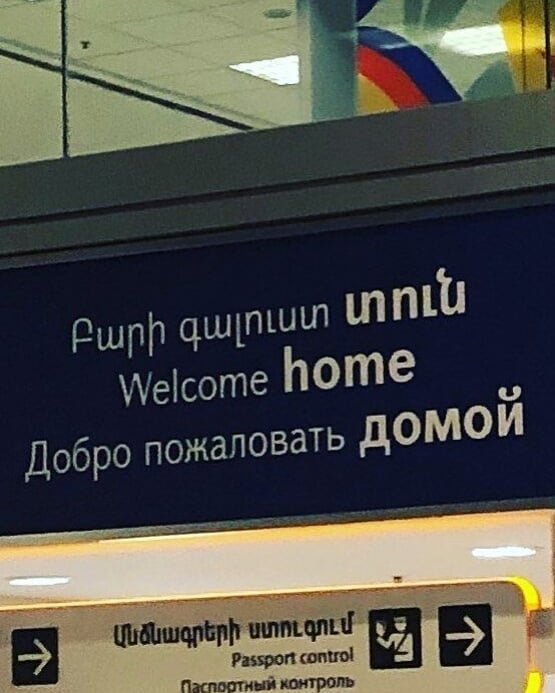 Բարի գալուստ տուն
Welcome home
Добро пожаловать домой
Անձնագրերի ստուգում
Passport control
Паспортный контроль